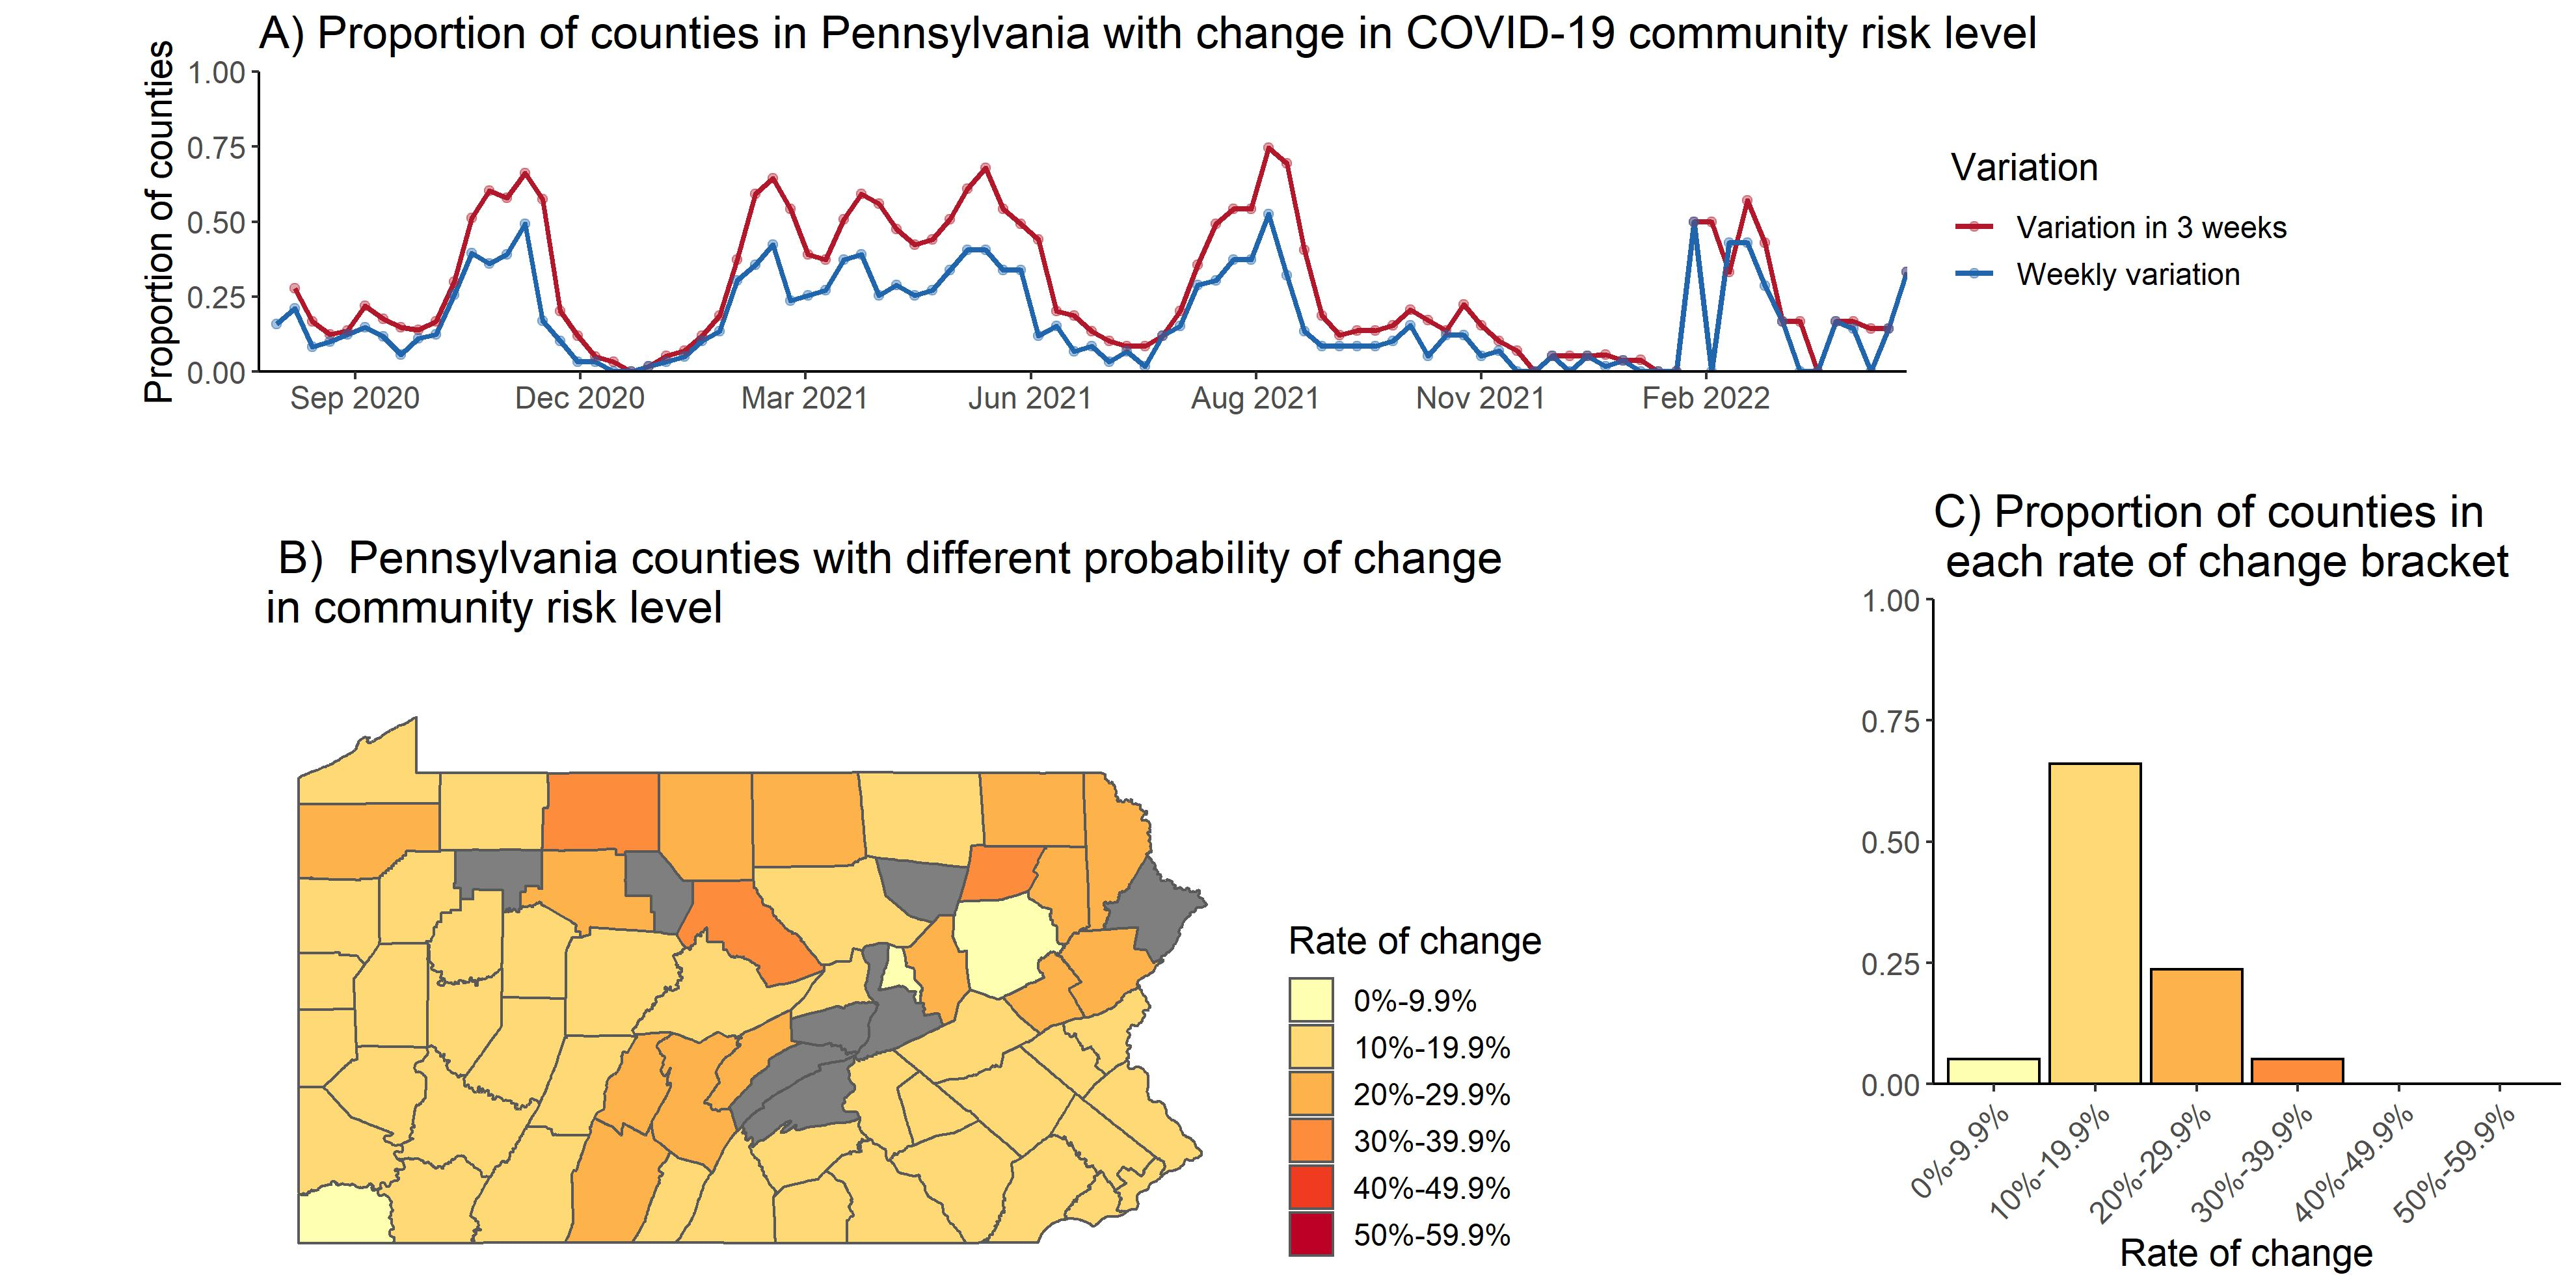 A) Proportion of counties in Pennsylvania with change in COVID-19 community risk level
Proportion of counties
1.00
0.75
0.50
0.25
0.00
Sep 2020
Dec 2020
Mar 2021
Jun 2021
Aug 2021
Nov 2021
Feb 2022
Variation
Variation in 3 weeks
Weekly variation
B) Pennsylvania counties with different probability of change
in community risk level
Rate of change
0%-9.9%
10%-19.9%
20%-29.9%
30%-39.9%
40%-49.9%
50%-59.9%
C) Proportion of counties in
each rate of change bracket
1.00
0.75
0.50
0.25
0.00
0%-9.9%
10%-19.9%
20%-29.9%
30%-39.9%
40%-49.9%
50%-59.9%
Rate of change